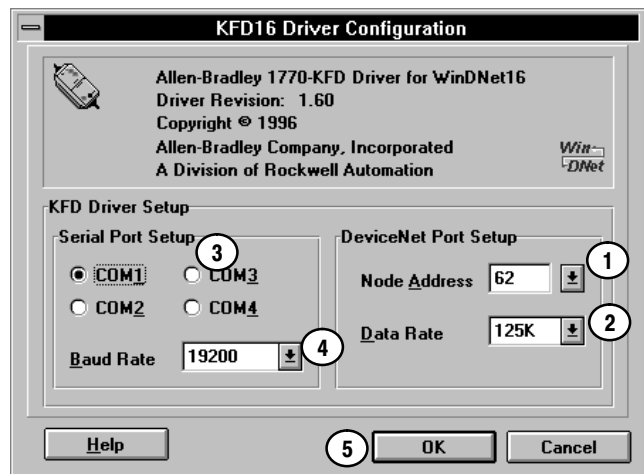 KFD16 Driver Configuration
Allen-Bradley 1770-KFD Driver for WinDNet16
Driver Revision: 1.60
Copyright © 1996
Allen-Bradley Company, Incorporated
A Division of Rockwell Automation
Win
DNet
KFD Driver Setup
Serial Port Setup
3
COM1 COM3
COM2 COM4
Baud Rate 19200 4
DeviceNet Port Setup
Node Address 62 1
Data Rate 125K 2
Help 5 OK Cancel